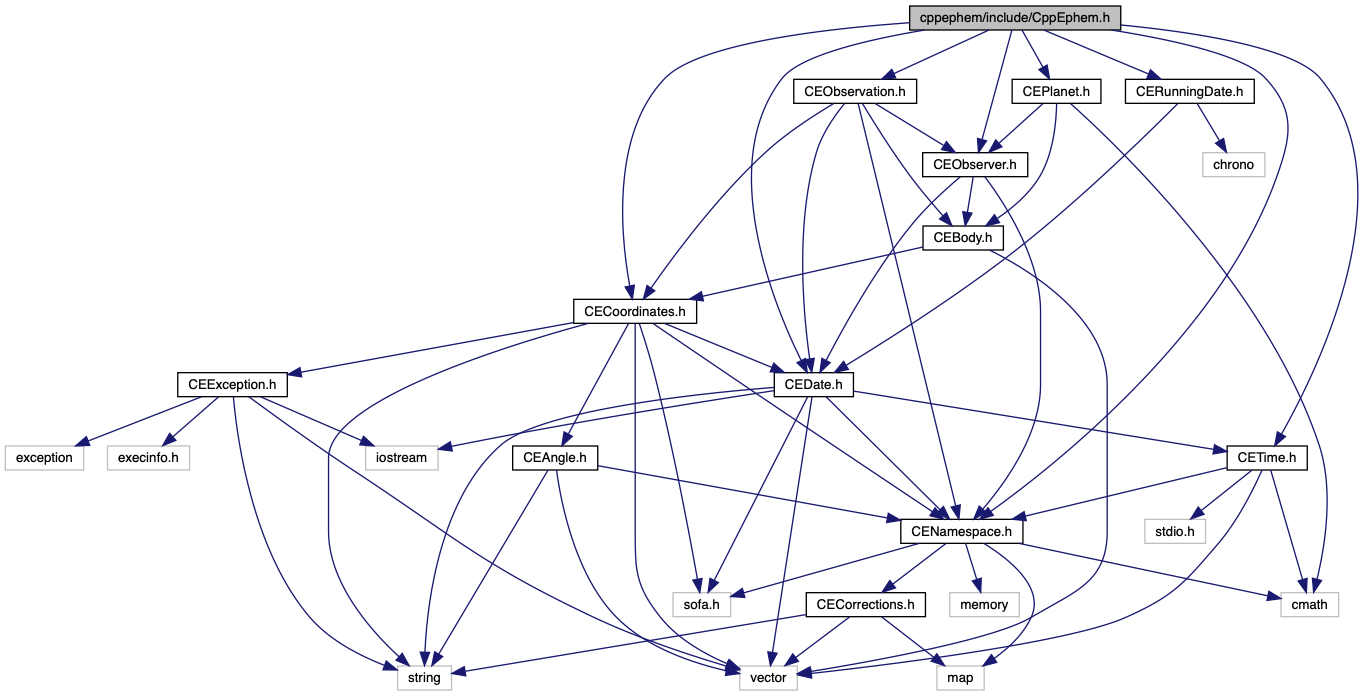 cppephem/include/CppEphem.h
CEObservation.h
CEPlanet.h
CERunningDate.h
CEObserver.h
chrono
CEBody.h
CECoordinates.h
CEException.h
CEDate.h
exception
execinfo.h
iostream
CEAngle.h
CETime.h
CENamespace.h
stdio.h
sofa.h
CECorrections.h
memory
cmath
string
vector
map